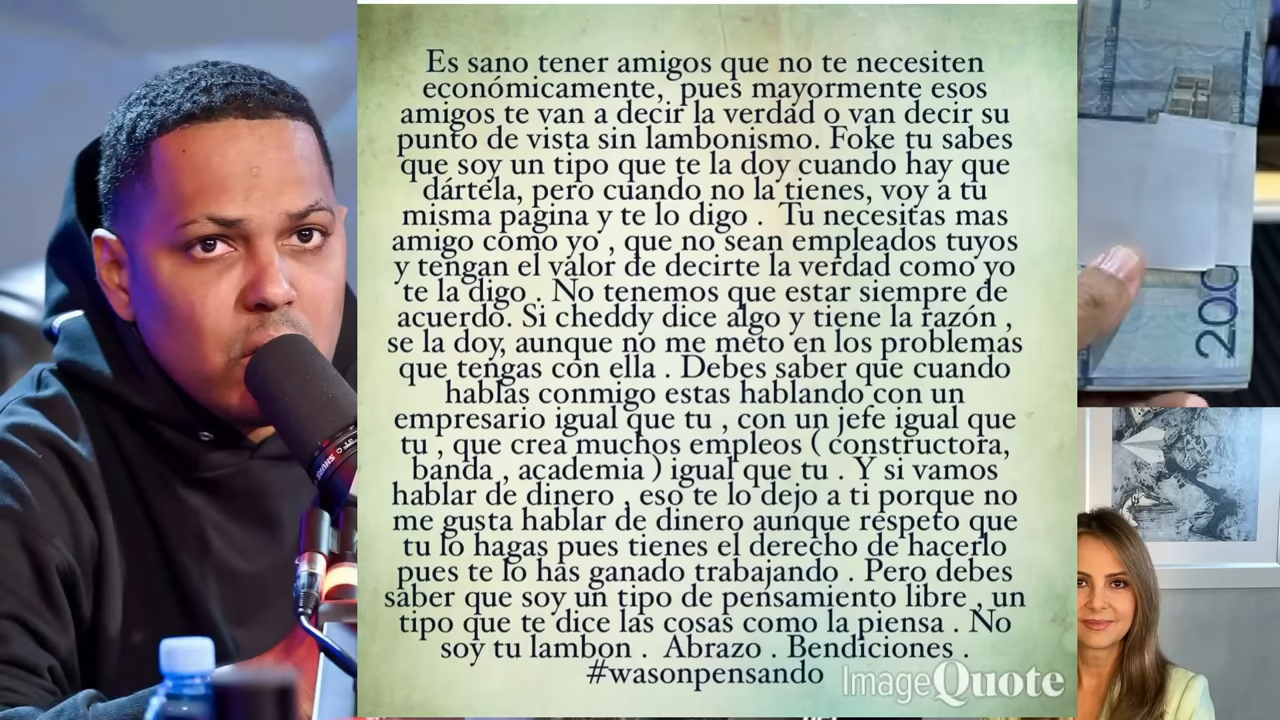 Es sano tener amigos que no te necesiten
económicamente,  pues mayormente esos
amigos te van a decir la verdad o van decir su
punto de vista sin lambonismo. Foke tu sabes
que soy un tipo que te la doy cuando hay que
dártela, pero cuando no la tienes, voy a tu
misma pagina y te lo digo .  Tu necesitas mas
amigo como yo , que no sean empleados tuyos
y tengan el valor de decirte la verdad como yo
te la digo . No tenemos que estar siempre de
acuerdo. Si cheddy dice algo y tiene la razón ,
se la doy, aunque no me meto en los problemas
que tengas con ella . Debes saber que cuando
hablas conmigo estas hablando con un
empresario igual que tu , con un jefe igual que
tu , que crea muchos empleos ( constructora,
banda , academia ) igual que tu . Y si vamos
hablar de dinero , eso te lo dejo a ti porque no
me gusta hablar de dinero aunque respeto que
tu lo hagas pues tienes el derecho de hacerlo
pues te lo has ganado trabajando . Pero debes
saber que soy un tipo de pensamiento libre , un
tipo que te dice las cosas como la piensa . No
soy tu lambon .  Abrazo . Bendiciones .
#wasonpensando
ImageQuote
SHURE
200